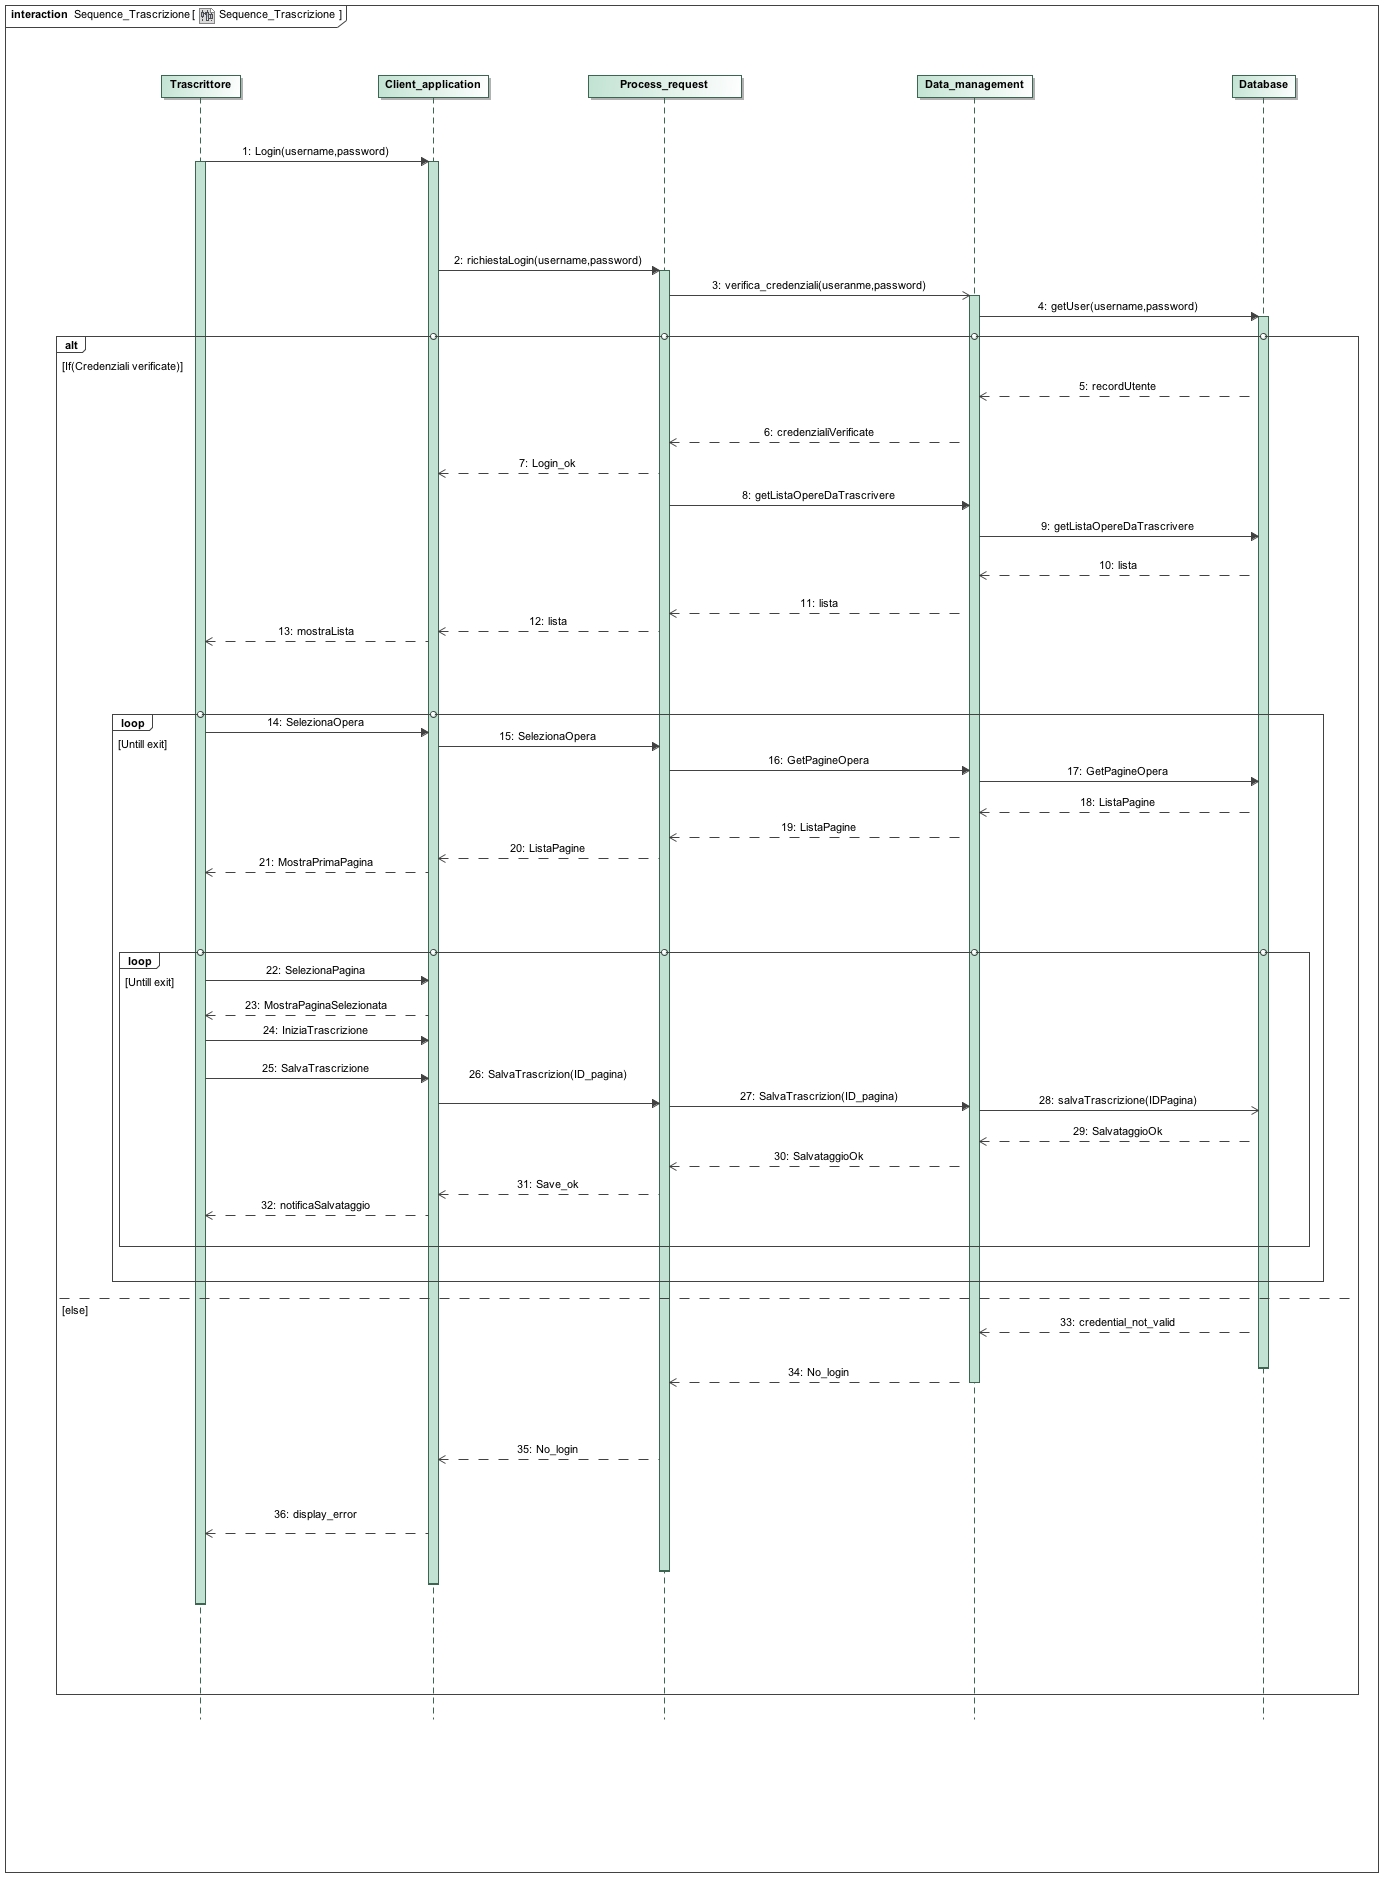 interaction Sequence_Trascrizione [ Sequence_Trascrizione ]
Trascrittore
Client_application
Process_request
Data_management
Database
1: Login(username,password)
2: richiestaLogin(username,password)
3: verifica_credenziali(useranme,password)
4: getUser(username,password)
alt
[If(Credenziali verificate)]
5: recordUtente
6: credenzialiVerificate
7: Login_ok
8: getListaOpereDaTrascrivere
9: getListaOpereDaTrascrivere
10: lista
11: lista
12: lista
13: mostraLista
loop
[Untill exit]
14: SelezionaOpera
15: SelezionaOpera
16: GetPagineOpera
17: GetPagineOpera
18: ListaPagine
19: ListaPagine
20: ListaPagine
21: MostraPrimaPagina
loop
[Untill exit]
22: SelezionaPagina
23: MostraPaginaSelezionata
24: IniziaTrascrizione
25: SalvaTrascrizione
26: SalvaTrascrizion(ID_pagina)
27: SalvaTrascrizion(ID_pagina)
28: salvaTrascrizione(IDPagina)
29: SalvataggioOk
30: SalvataggioOk
31: Save_ok
32: notificaSalvataggio
[else]
33: credential_not_valid
34: No_login
35: No_login
36: display_error